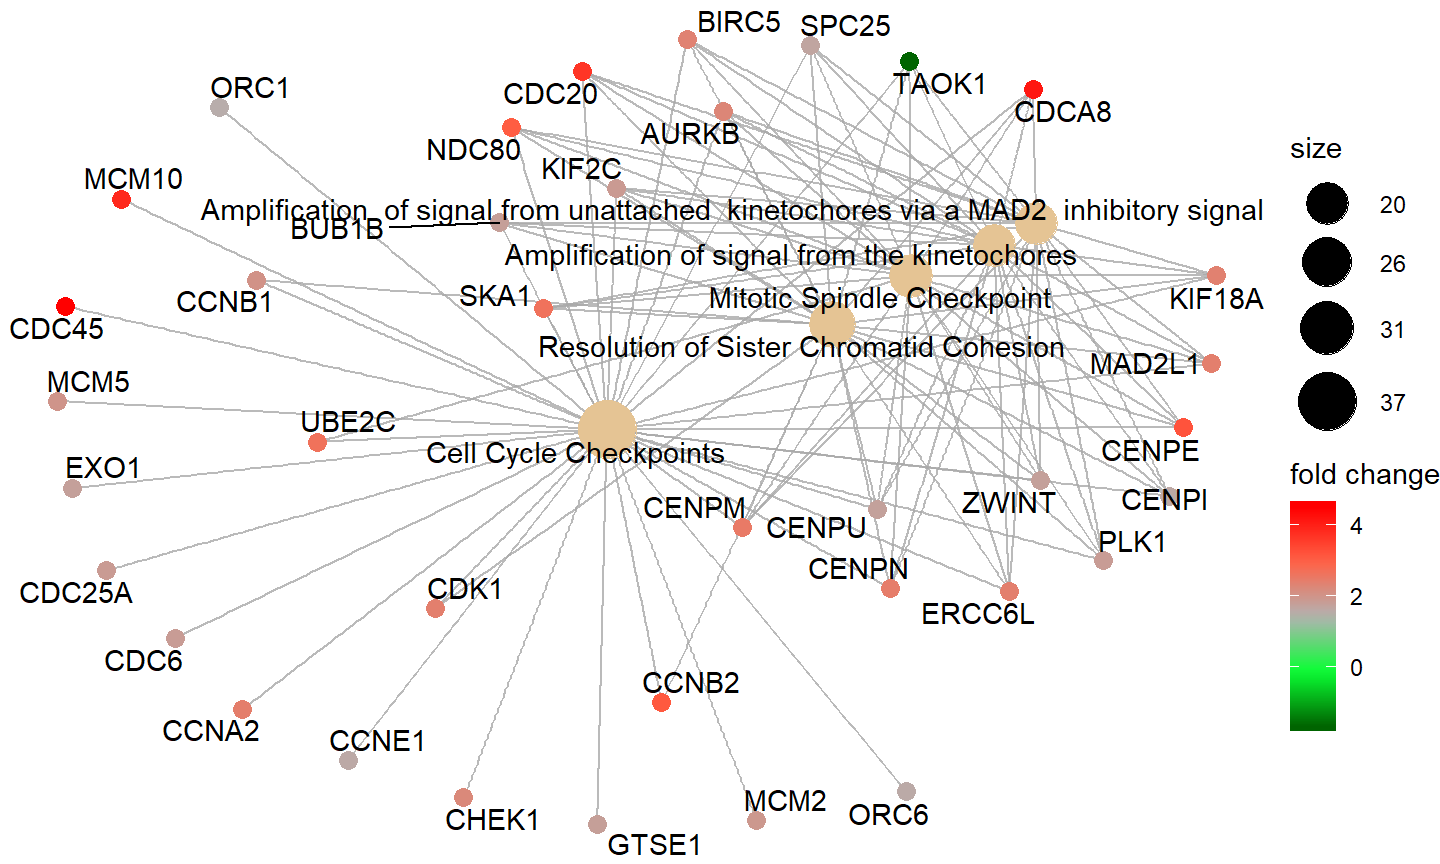 BIRC5
SPC25
ORC1
CDC20
TAOK1
CDCA8
NDC80
AURKB
KIF2C
MCM10
Amplification of signal from unattached kinetochores via a MAD2 inhibitory signal
BUB1B
Amplification of signal from the kinetochores
CCNB1
SKA1
Mitotic Spindle Checkpoint
KIF18A
CDC45
Resolution of Sister Chromatid Cohesion
MAD2L1
MCM5
UBE2C
Cell Cycle Checkpoints
CENPE
EXO1
CENPM
CENPU
ZWINT
CENPI
PLK1
CENPN
CDC25A
CDK1
ERCC6L
CDC6
CCNB2
CCNA2
CCNE1
MCM2
ORC6
CHEK1
GTSE1
size
20
26
31
37
fold change
4
2
0